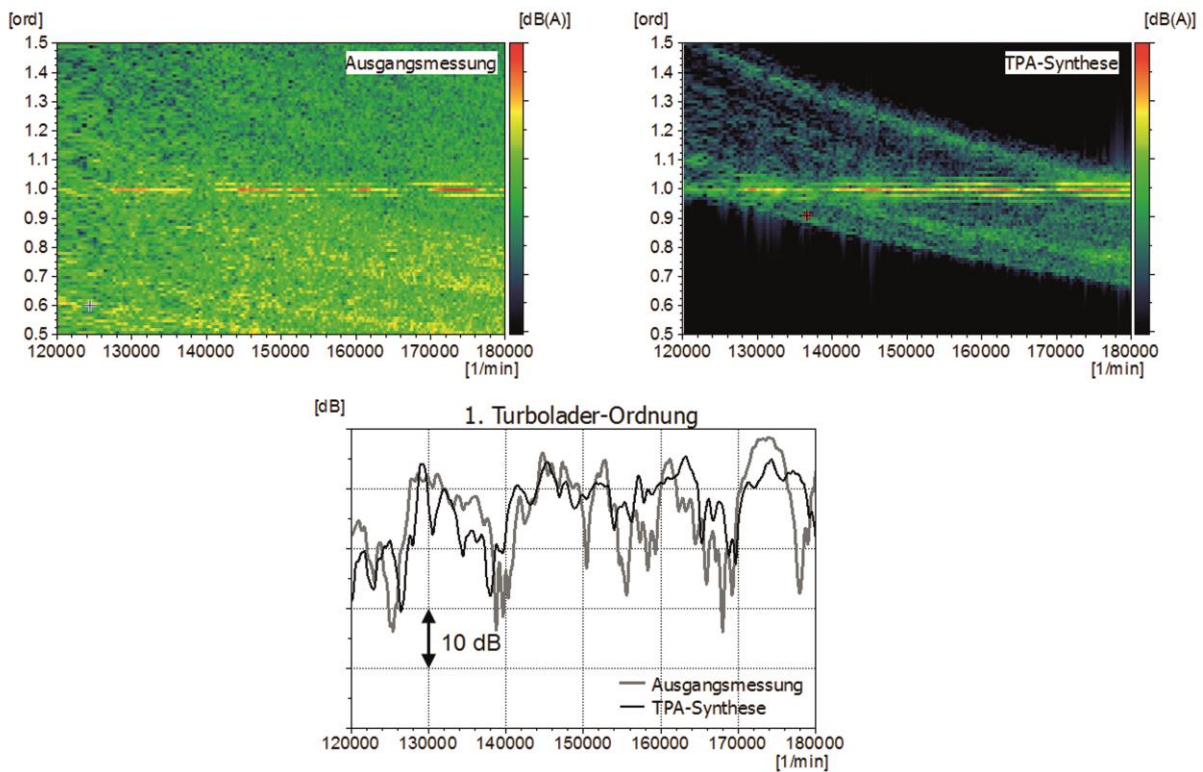 [ord]
[dB(A)]
Ausgangsmessung
1.5
1.4
1.3
1.2
1.1
1.0
0.9
0.8
0.7
0.6
0.5
120000 130000 140000 150000 160000 170000 180000
[1/min]
[ord]
[dB(A)]
TPA-Synthese
1.5
1.4
1.3
1.2
1.1
1.0
0.9
0.8
0.7
0.6
0.5
120000 130000 140000 150000 160000 170000 180000
[1/min]
[dB]
1. Turbolader-Ordnung
10 dB
Ausgangsmessung
TPA-Synthese
120000 130000 140000 150000 160000 170000 180000
[1/min]